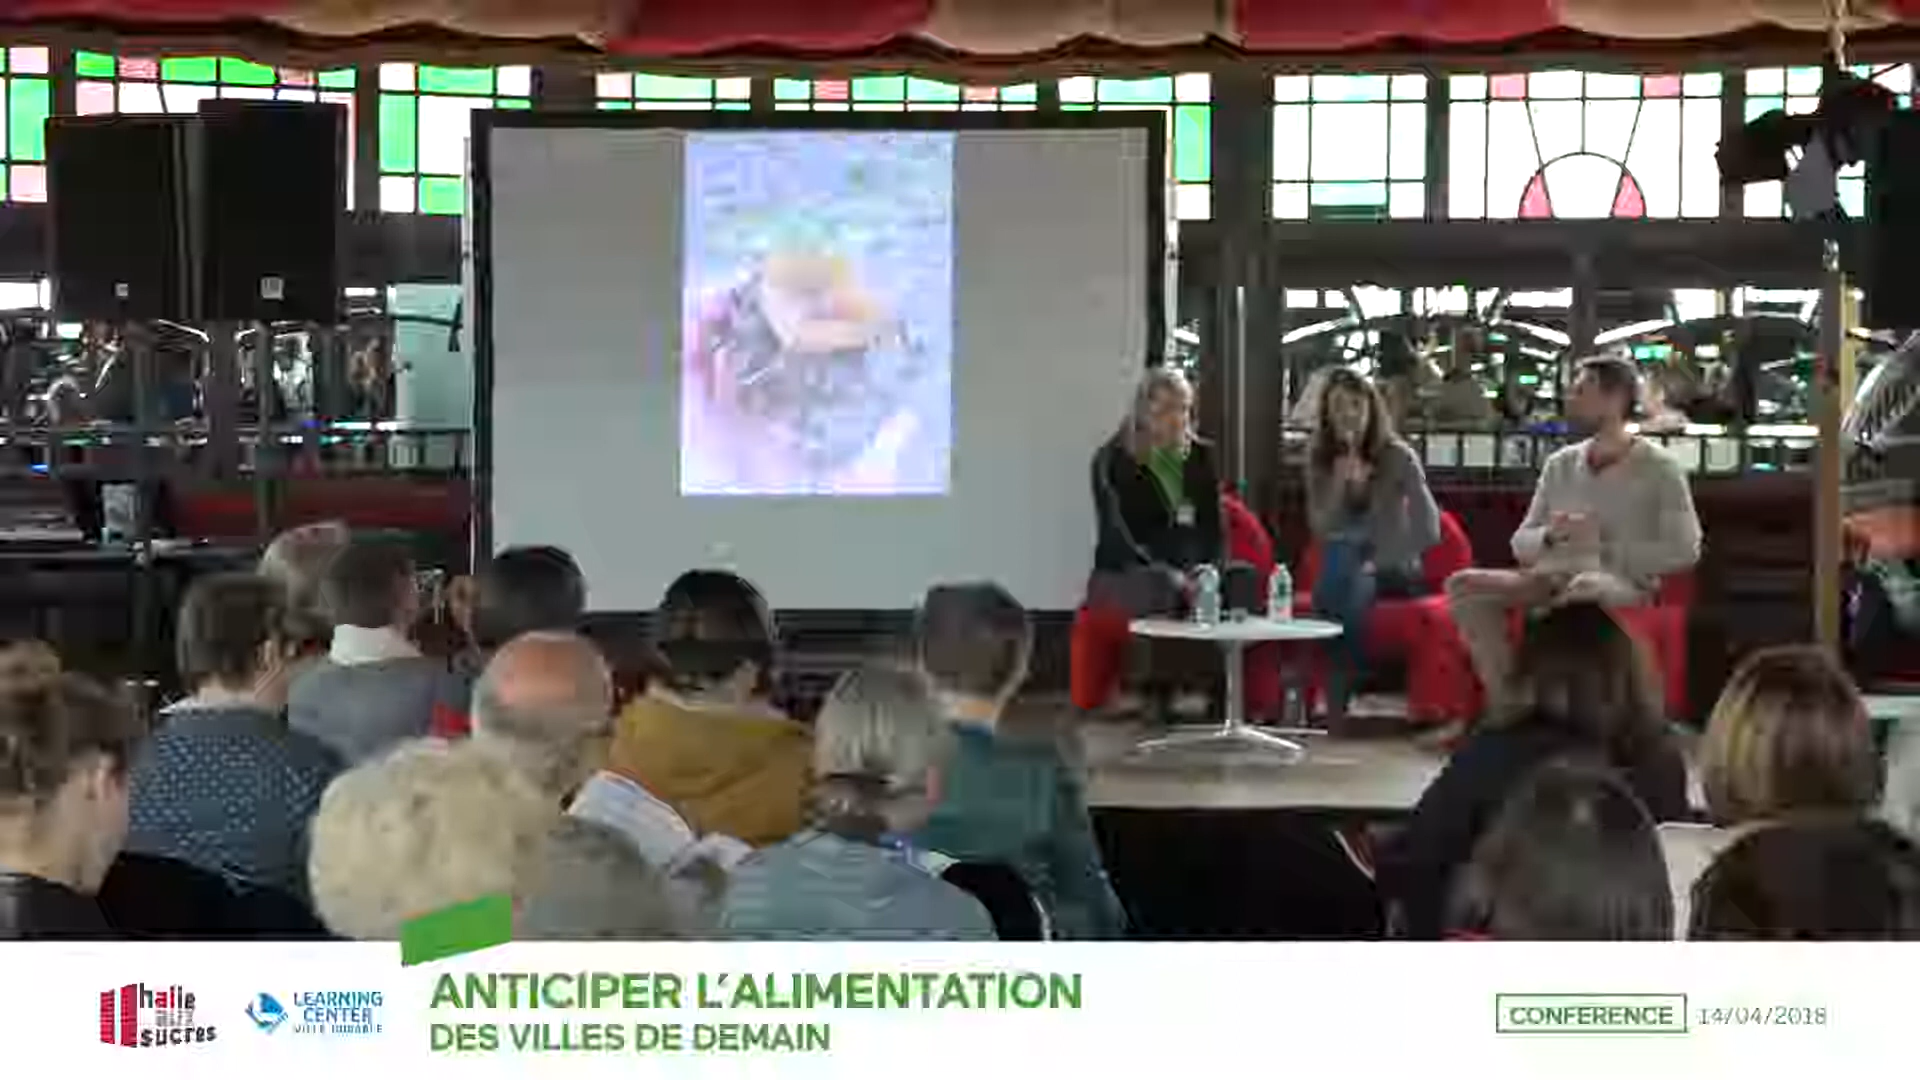 halle
aux
sucres
LEARNING
CENTER
VILLE DURABLE
ANTICIPER L'ALIMENTATION
DES VILLES DE DEMAIN
CONFERENCE
14/04/2018